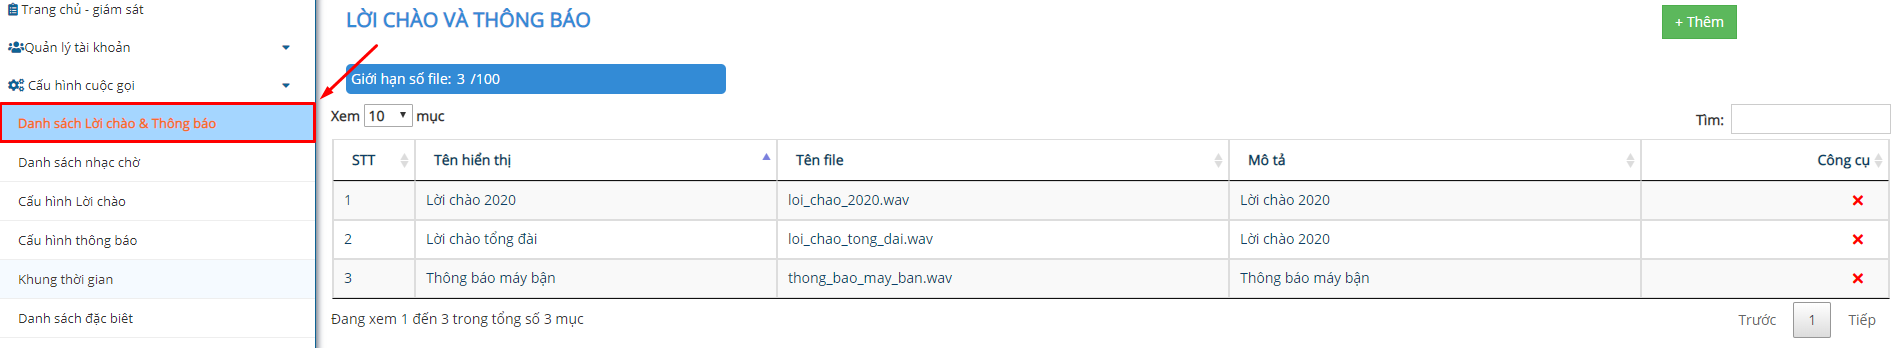 Trang chủ - giám sát
Quản lý tài khoản
Cấu hình cuộc gọi
Danh sách Lời chào & Thông báo
Danh sách nhạc chờ
Cấu hình Lời chào
Cấu hình thông báo
Khung thời gian
Danh sách đặc biêt
LỜI CHÀO VÀ THÔNG BÁO
+ Thêm
Giới hạn số file: 3 /100
Xem 10 mục
Tìm:
STT Tên hiển thị Tên file Mô tả Công cụ
1 Lời chào 2020 loi_chao_2020.wav Lời chào 2020
2 Lời chào tổng đài loi_chao_tong_dai.wav Lời chào 2020
3 Thông báo máy bận thong_bao_may_ban.wav Thông báo máy bận
Đang xem 1 đến 3 trong tổng số 3 mục
Trước 1 Tiếp